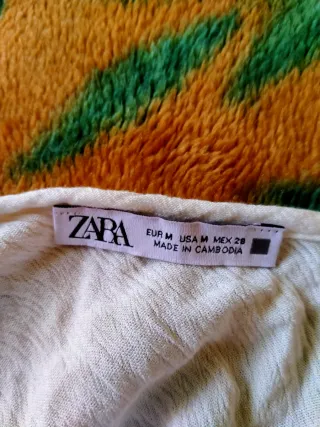 ZARA
EUR M USA M MEX 28
MADE IN CAMBODIA